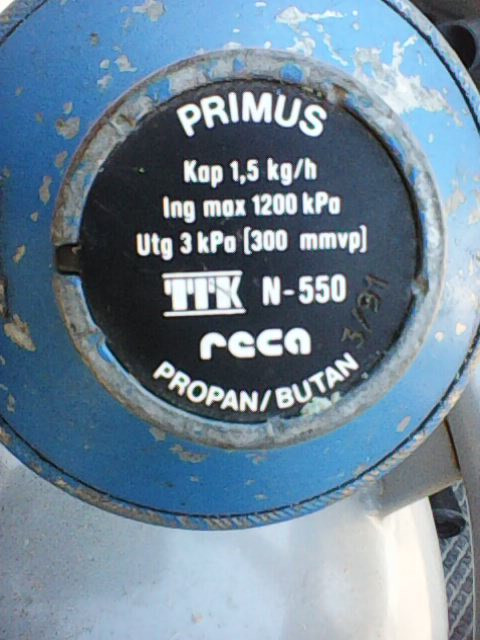 PRIMUS
Kap 1,5 kg/h
Ing max 1200 kPa
Utg 3 kPa (300 mmvp)
TTK N-550
reca
3/91
PROPAN/BUTAN